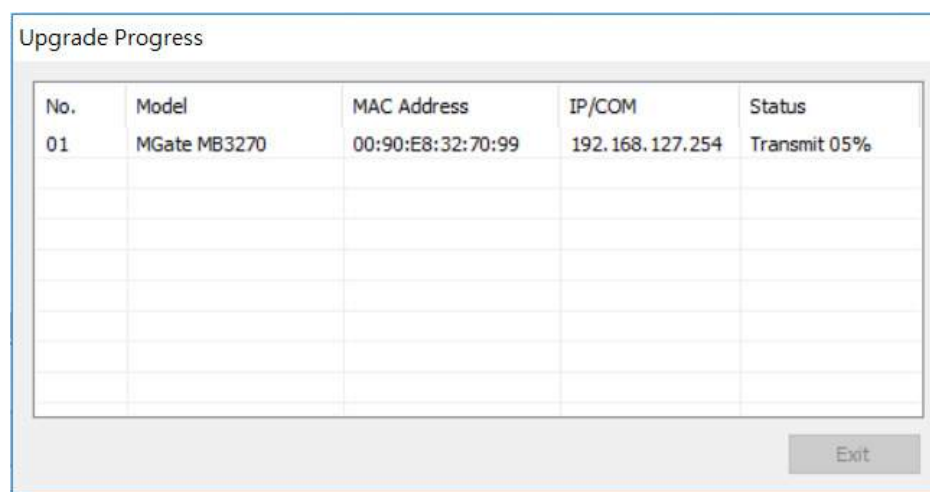 Upgrade Progress
No. Model MAC Address IP/COM Status
01 MGate MB3270 00:90:E8:32:70:99 192.168.127.254 Transmit 05%
Exit